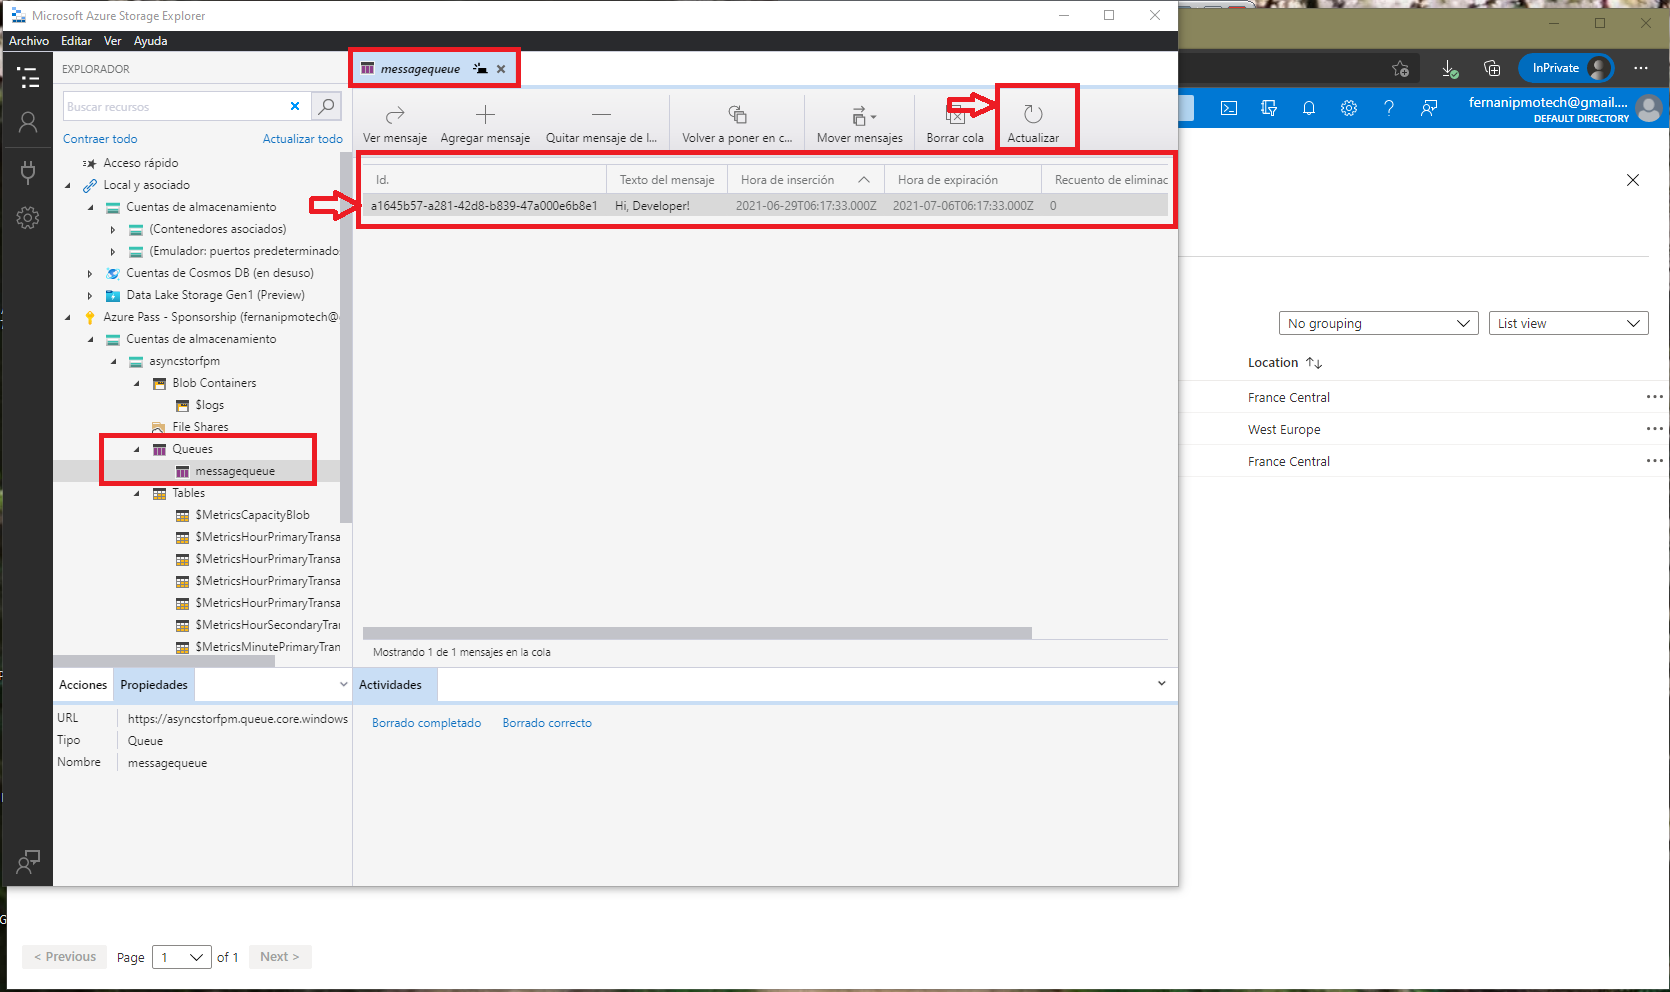 Microsoft Azure Storage Explorer
Archivo Editar Ver Ayuda
EXPLORADOR
Buscar recursos
Contraer todo Actualizar todo
Acceso rápido
Local y asociado
Cuentas de almacenamiento
(Contenedores asociados)
(Emulador: puertos predeterminado
Cuentas de Cosmos DB (en desuso)
Data Lake Storage Gen1 (Preview)
Azure Pass - Sponsorship (fernanipmotech@
Cuentas de almacenamiento
asyncstorfpm
Blob Containers
$logs
File Shares
Queues
messagequeue
Tables
$MetricsCapacityBlob
$MetricsHourPrimaryTransa
$MetricsHourPrimaryTransa
$MetricsHourPrimaryTransa
$MetricsHourPrimaryTransa
$MetricsHourSecondaryTra
$MetricsMinutePrimaryTran
Acciones Propiedades
URL https://asyncstorfpm.queue.core.windows
Tipo Queue
Nombre messagequeue
messagequeue
Ver mensaje Agregar mensaje Quitar mensaje de l... Volver a poner en c... Mover mensajes Borrar cola Actualizar
Id. Texto del mensaje Hora de inserción Hora de expiración Recuento de eliminac
a1645b57-a281-42d8-b839-47a000e6b8e1 Hi, Developer! 2021-06-29T06:17:33.000Z 2021-07-06T06:17:33.000Z 0
Mostrando 1 de 1 mensajes en la cola
Actividades
Borrado completado Borrado correcto
InPrivate
fernanipmotech@gmail....
DEFAULT DIRECTORY
No grouping List view
Location
France Central
West Europe
France Central
< Previous Page 1 of 1 Next >